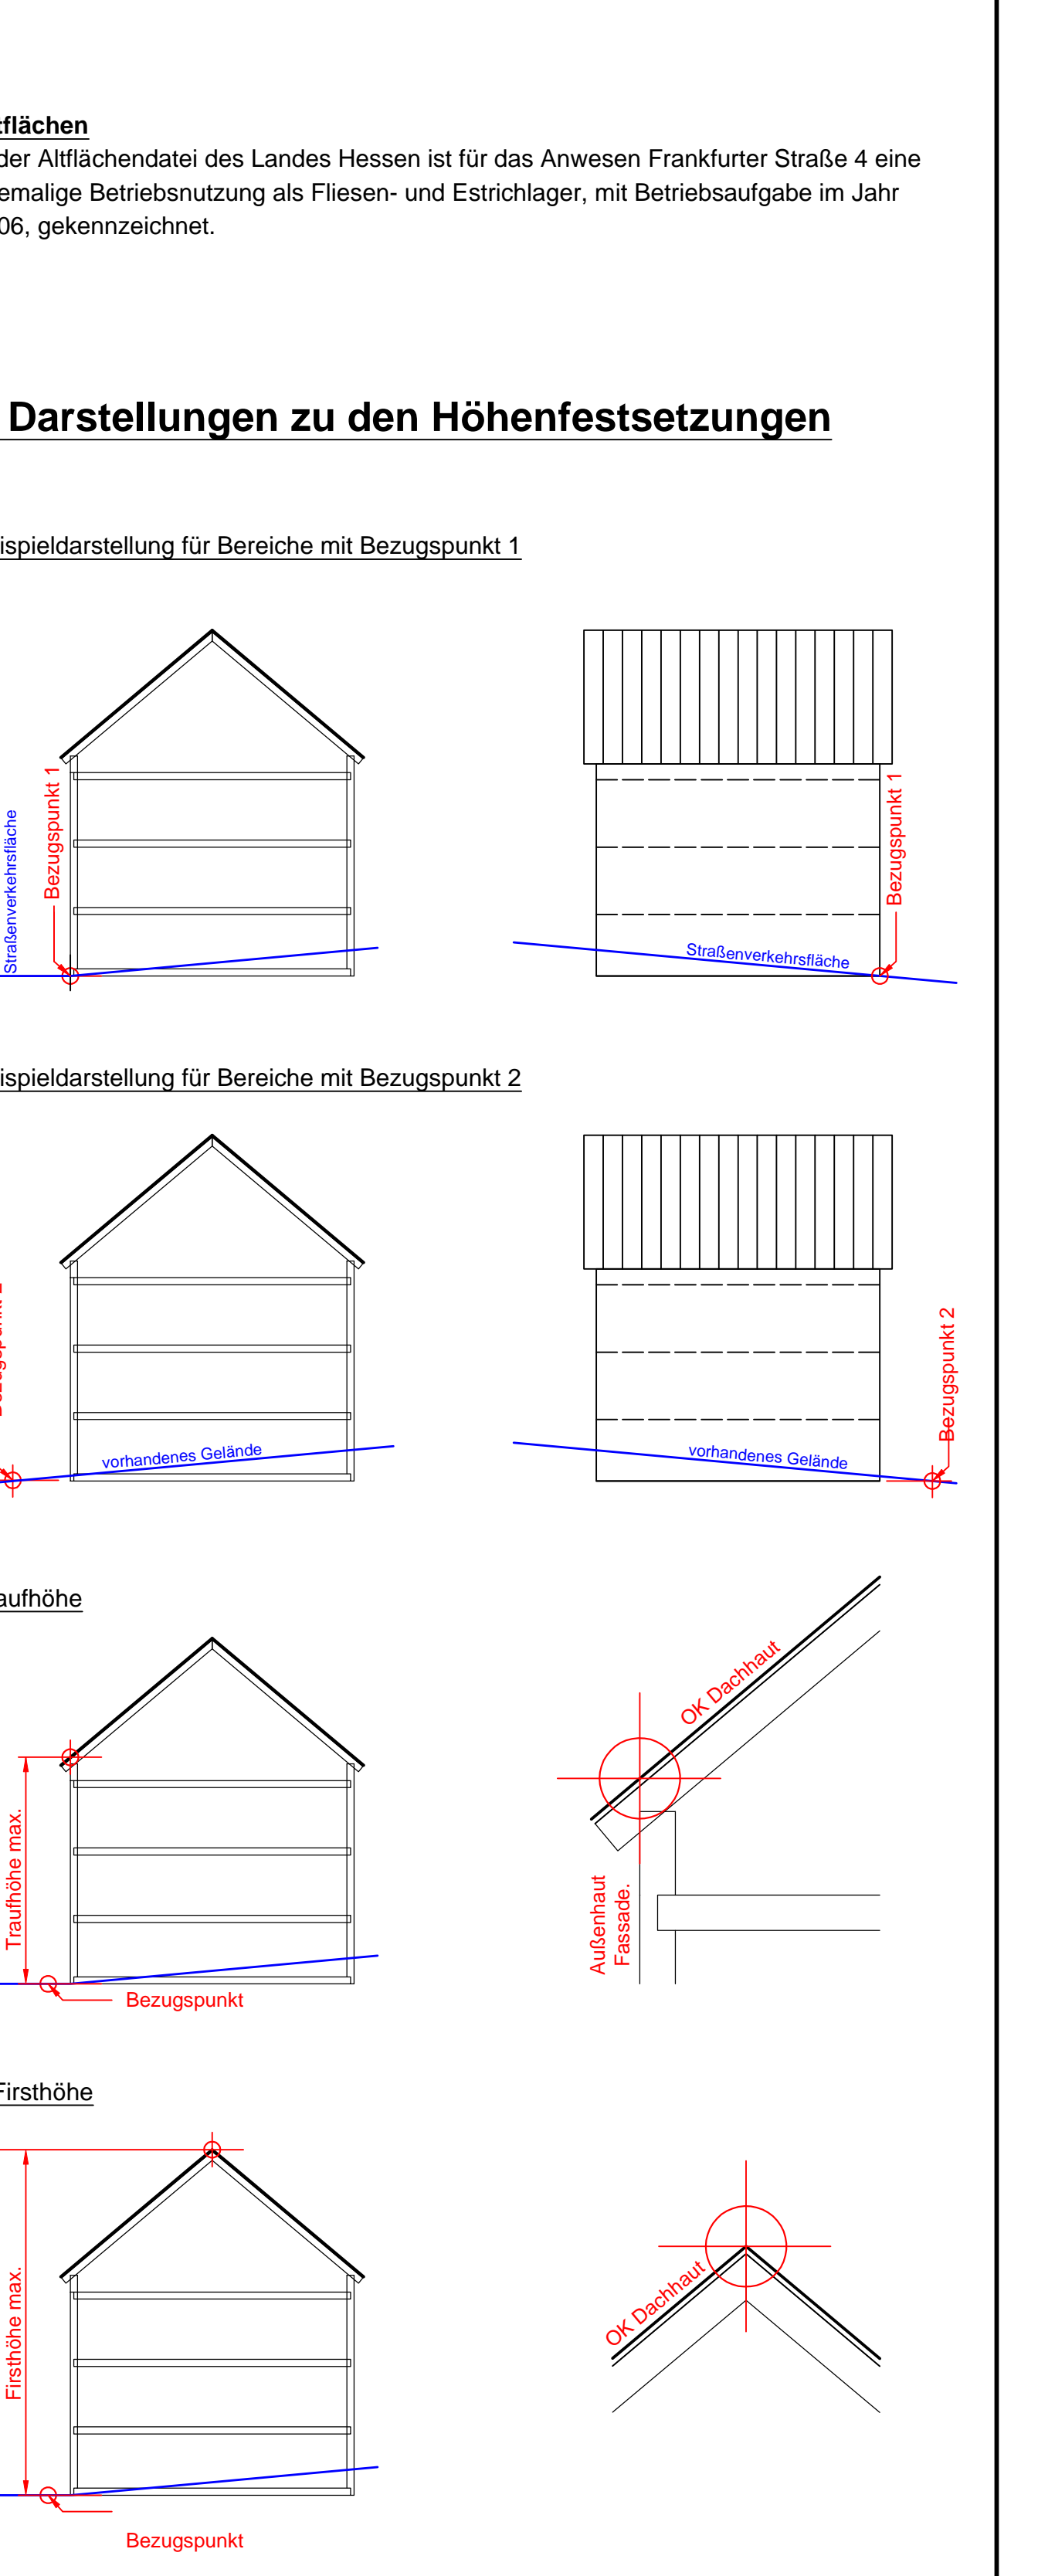 tflächen
der Altflächendatei des Landes Hessen ist für das Anwesen Frankfurter Straße 4 eine
emalige Betriebsnutzung als Fliesen- und Estrichlager, mit Betriebsaufgabe im Jahr
06, gekennzeichnet.
Darstellungen zu den Höhenfestsetzungen
ispieldarstellung für Bereiche mit Bezugspunkt 1
Straßenverkehrsfläche
Bezugspunkt 1
Straßenverkehrsfläche
Bezugspunkt 1
ispieldarstellung für Bereiche mit Bezugspunkt 2
vorhandenes Gelände
vorhandenes Gelände
Bezugspunkt 2
aufhöhe
Traufhöhe max.
Bezugspunkt
OK Dachhaut
Außenhaut
Fassade.
Firsthöhe
Firsthöhe max.
Bezugspunkt
OK Dachhaut